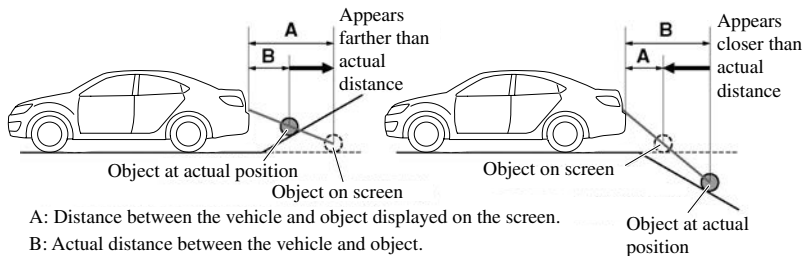 A
B
Appears
farther than
actual
distance
Object at actual position
Object on screen
B
A
Appears
closer than
actual
distance
Object on screen
Object at actual
position
A: Distance between the vehicle and object displayed on the screen.
B: Actual distance between the vehicle and object.